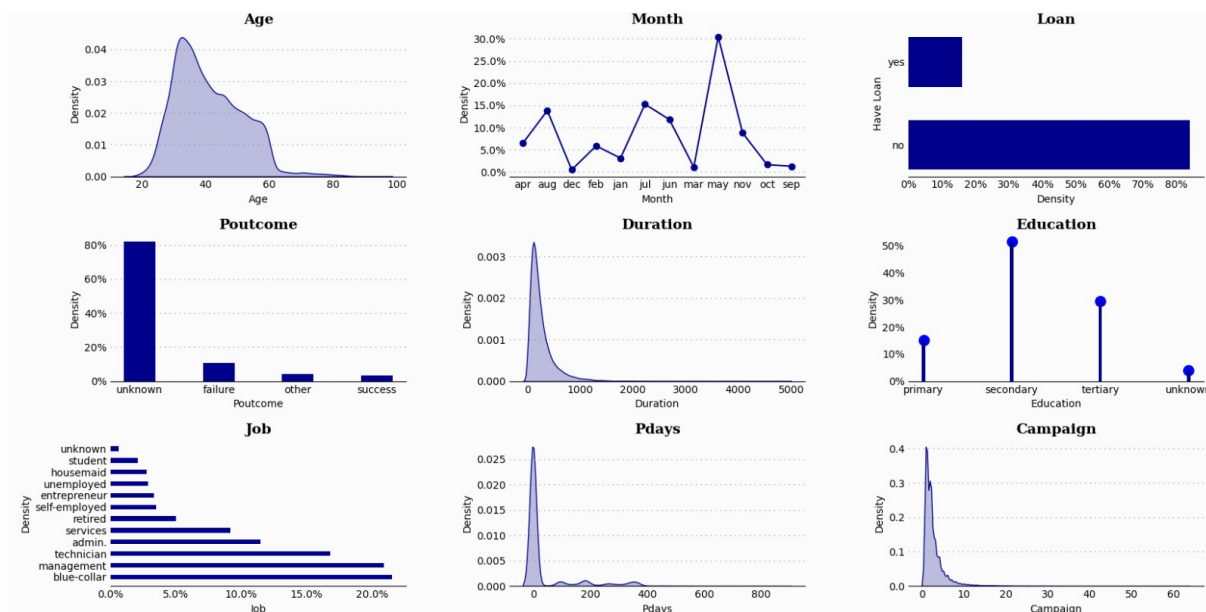 Age
Density
0.04
0.03
0.02
0.01
0.00
20 40 60 80 100
Age
Month
Density
30.0%
25.0%
20.0%
15.0%
10.0%
5.0%
0.0%
apr aug dec feb jan jul jun mar may nov oct sep
Month
Loan
Have Loan
yes
no
0% 10% 20% 30% 40% 50% 60% 70% 80%
Density
Poutcome
Density
80%
60%
40%
20%
0%
unknown failure other success
Poutcome
Duration
Density
0.003
0.002
0.001
0.000
0 1000 2000 3000 4000 5000
Duration
Education
Density
50%
40%
30%
20%
10%
0%
primary secondary tertiary unknown
Education
Job
Density
unknown
student
housemaid
unemployed
entrepreneur
self-employed
retired
services
admin.
technician
management
blue-collar
0.0% 5.0% 10.0% 15.0% 20.0%
Job
Pdays
Density
0.025
0.020
0.015
0.010
0.005
0.000
0 200 400 600 800
Pdays
Campaign
Density
0.4
0.3
0.2
0.1
0.0
0 10 20 30 40 50 60
Campaign